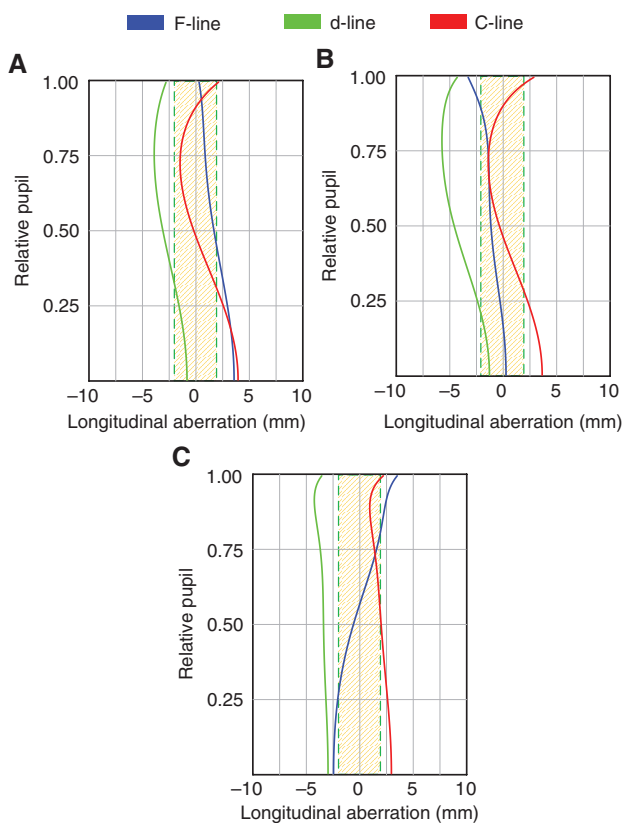 F-line d-line C-line
A
1.00
0.75
0.50
0.25
Relative pupil
−10 −5 0 5 10
Longitudinal aberration (mm)
B
1.00
0.75
0.50
0.25
Relative pupil
−10 −5 0 5 10
Longitudinal aberration (mm)
C
1.00
0.75
0.50
0.25
Relative pupil
−10 −5 0 5 10
Longitudinal aberration (mm)